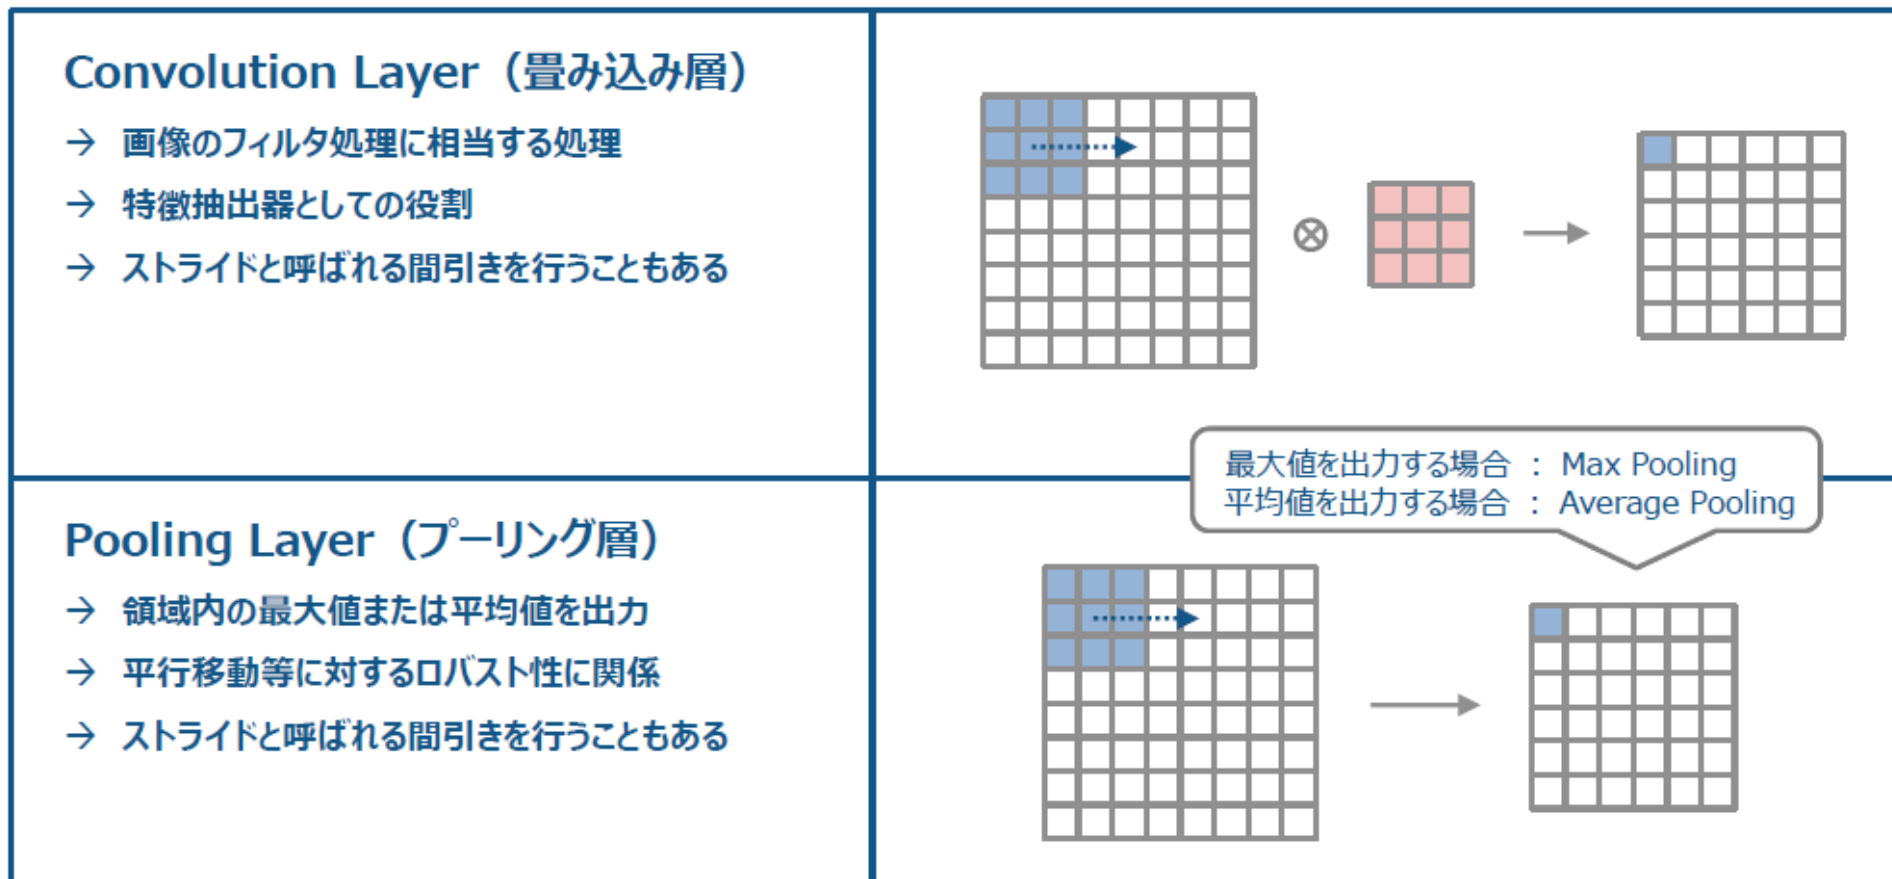 Convolution Layer（畳み込み層）
→ 画像のフィルタ処理に相当する処理
→ 特徴抽出器としての役割
→ ストライドと呼ばれる間引きを行うこともある
最大値を出力する場合 ： Max Pooling
平均値を出力する場合 ： Average Pooling
Pooling Layer（プーリング層）
→ 領域内の最大値または平均値を出力
→ 平行移動等に対するロバスト性に関係
→ ストライドと呼ばれる間引きを行うこともある